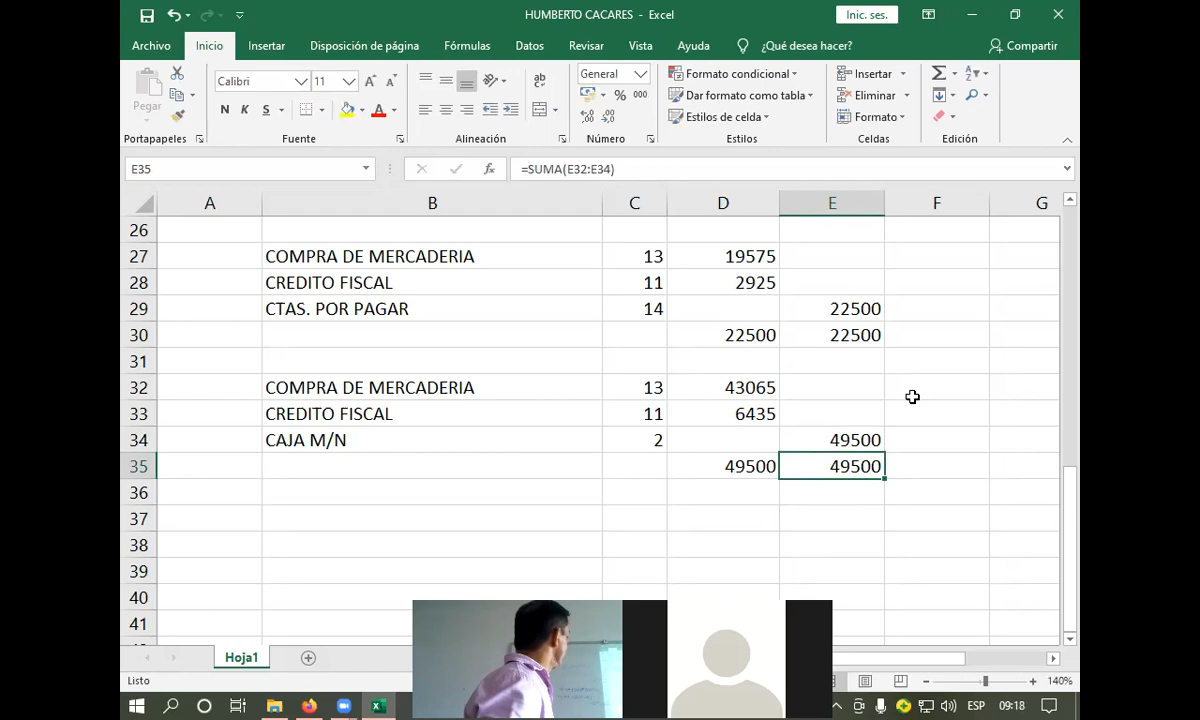 HUMBERTO CACARES - Excel
Inic. ses.
Archivo Inicio Insertar Disposición de página Fórmulas Datos Revisar Vista Ayuda ¿Qué desea hacer? Compartir
Pegar
Calibri 11
N K S
ab
General
% 000
Formato condicional
Dar formato como tabla
Estilos de celda
Insertar
Eliminar
Formato
Portapapeles Fuente Alineación Número Estilos Celdas Edición
E35 fx =SUMA(E32:E34)
A B C D E F G
26
27 COMPRA DE MERCADERIA 13 19575
28 CREDITO FISCAL 11 2925
29 CTAS. POR PAGAR 14 22500
30 22500 22500
31
32 COMPRA DE MERCADERIA 13 43065
33 CREDITO FISCAL 11 6435
34 CAJA M/N 2 49500
35 49500 49500
36
37
38
39
40
41
Hoja1
Listo 140%
ESP 09:18